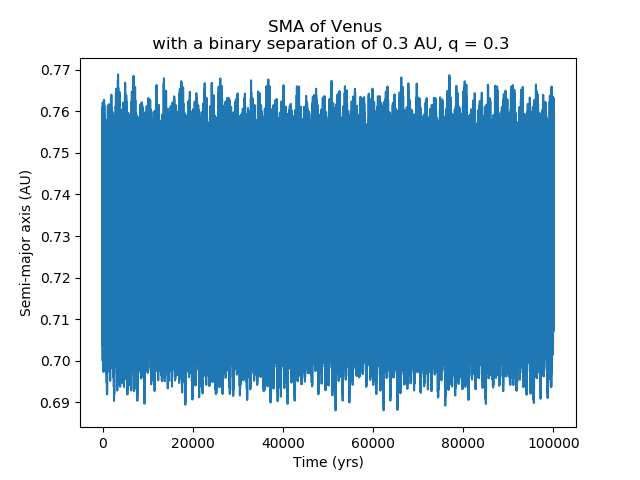 SMA of Venus
with a binary separation of 0.3 AU, q = 0.3
0.77
0.76
0.75
0.74
0.73
0.72
0.71
0.70
0.69
Semi-major axis (AU)
0 20000 40000 60000 80000 100000
Time (yrs)